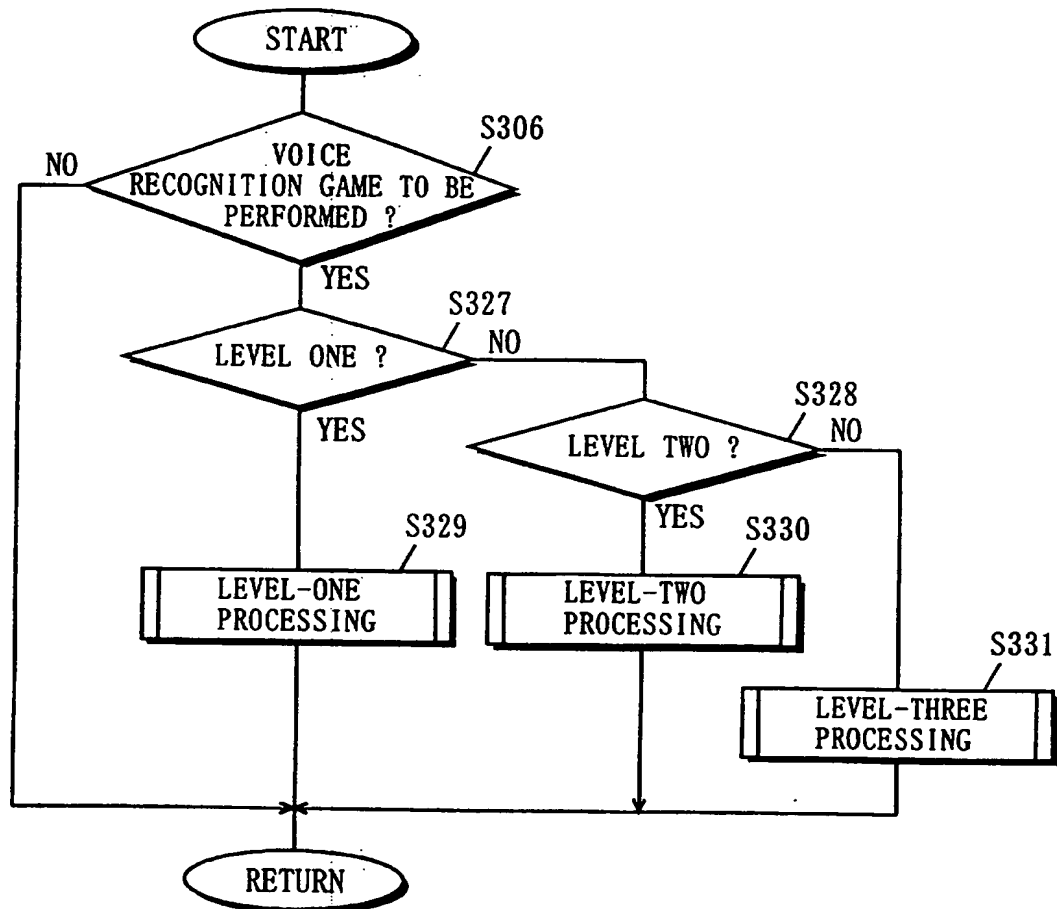 START
S306
NO
VOICE
RECOGNITION GAME TO BE
PERFORMED ?
YES
S327
LEVEL ONE ?
NO
YES
S328
LEVEL TWO ?
NO
YES
S329
LEVEL-ONE
PROCESSING
S330
LEVEL-TWO
PROCESSING
S331
LEVEL-THREE
PROCESSING
RETURN